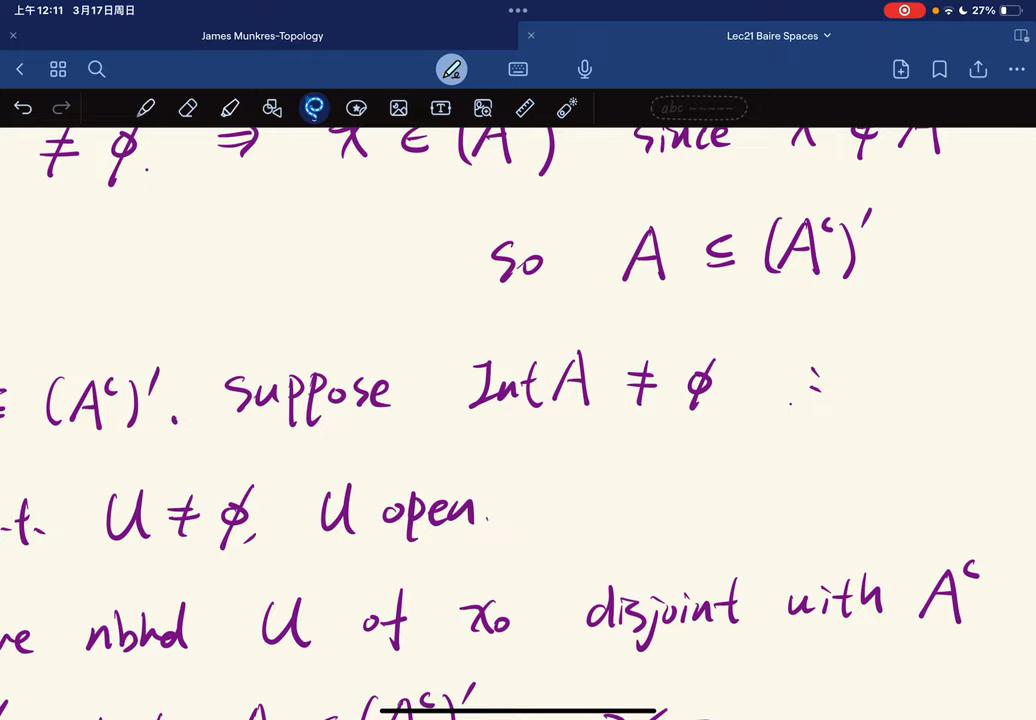 上午12:11 3月17日周日 27%
James Munkres-Topology Lec21 Baire Spaces
abc
≠ ϕ. ⇒ x ∈ (Aᶜ)' since x ∉ A
so A ⊆ (Aᶜ)'
(Aᶜ)'. suppose Int A ≠ ϕ :
-t. U ≠ ϕ, U open.
nbhd U of x₀ disjoint with Aᶜ